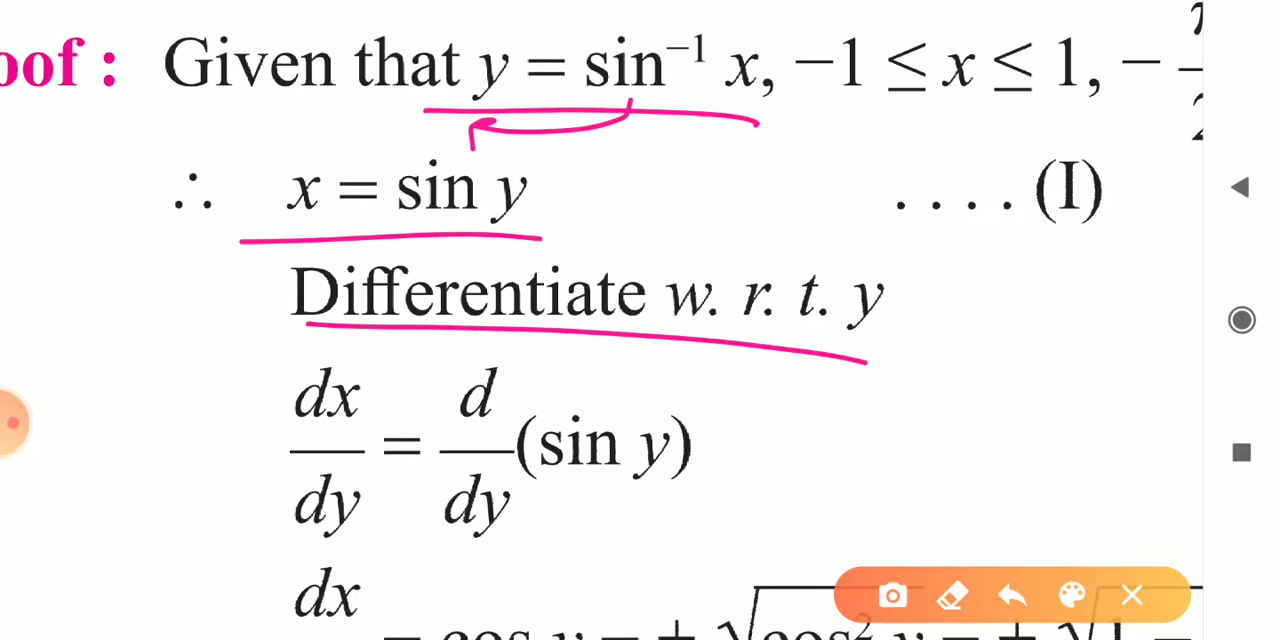 oof : Given that y = sin⁻¹ x, −1 ≤ x ≤ 1, −
∴ x = sin y . . . . (I)
Differentiate w. r. t. y
dx/dy = d/dy (sin y)
dx